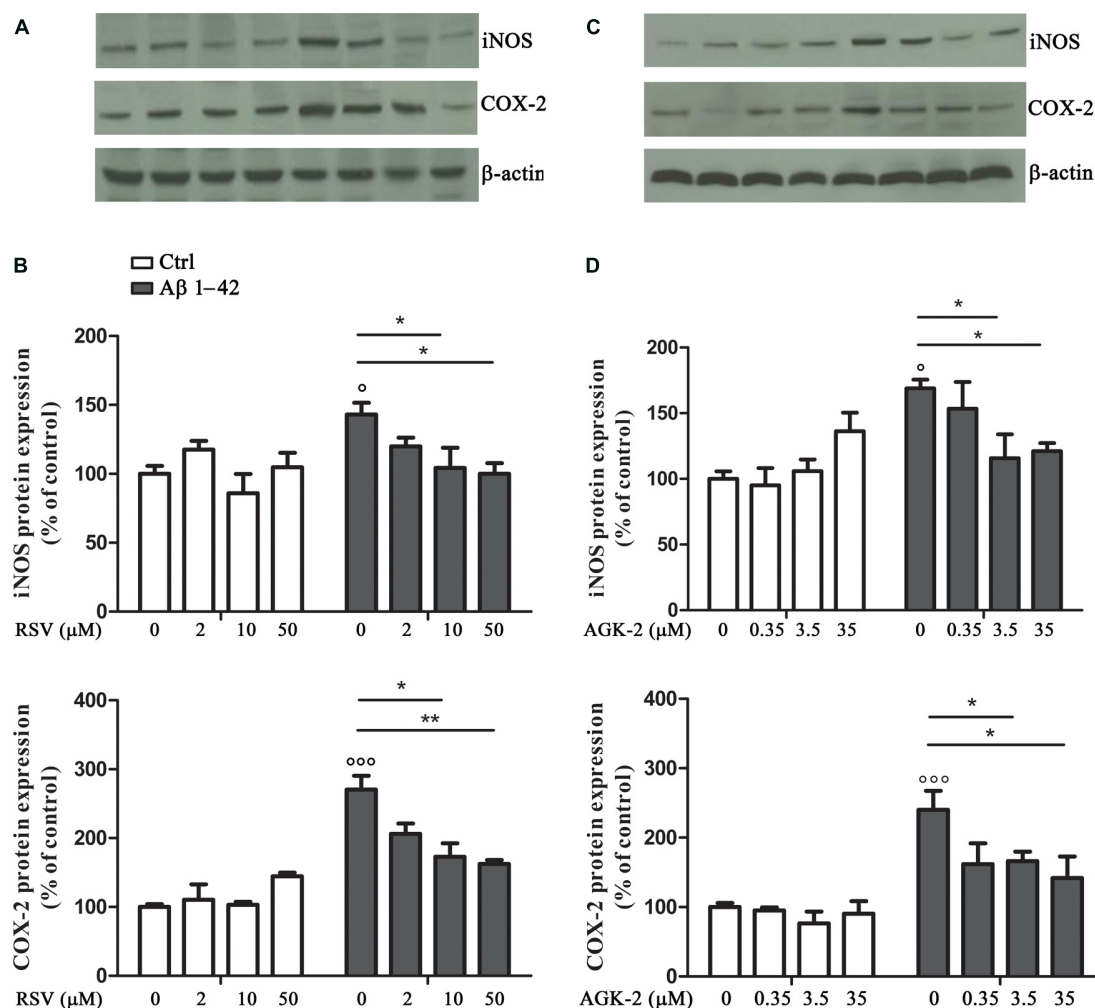 A
iNOS
COX-2
β-actin
C
iNOS
COX-2
β-actin
B
Ctrl
Aβ 1–42
iNOS protein expression
(% of control)
200
150
100
50
0
* 
*
°
RSV (μM) 0 2 10 50 0 2 10 50
COX-2 protein expression
(% of control)
400
300
200
100
0
*
**
°°°
RSV (μM) 0 2 10 50 0 2 10 50
D
iNOS protein expression
(% of control)
200
150
100
50
0
*
*
°
AGK-2 (μM) 0 0.35 3.5 35 0 0.35 3.5 35
COX-2 protein expression
(% of control)
400
300
200
100
0
*
*
°°°
AGK-2 (μM) 0 0.35 3.5 35 0 0.35 3.5 35